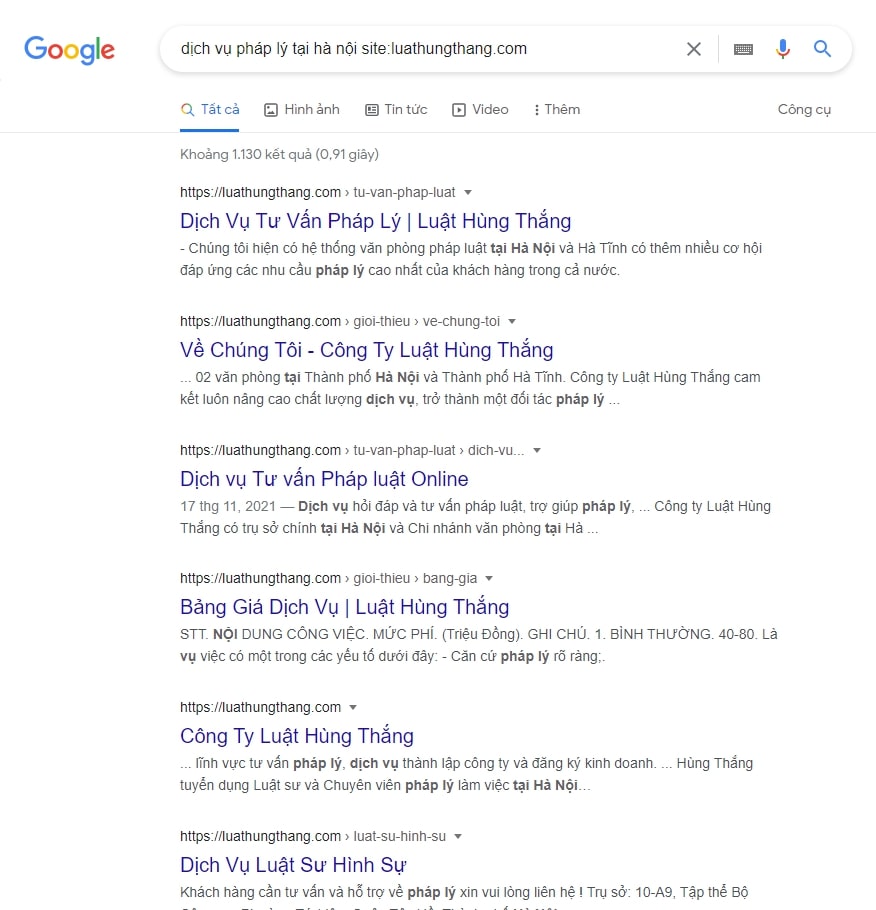 Google
dịch vụ pháp lý tại hà nội site:luathungthang.com
Tất cả Hình ảnh Tin tức Video Thêm Công cụ
Khoảng 1.130 kết quả (0,91 giây)
https://luathungthang.com › tu-van-phap-luat
Dịch Vụ Tư Vấn Pháp Lý | Luật Hùng Thắng
- Chúng tôi hiện có hệ thống văn phòng pháp luật tại Hà Nội và Hà Tĩnh có thêm nhiều cơ hội
đáp ứng các nhu cầu pháp lý cao nhất của khách hàng trong cả nước.
https://luathungthang.com › gioi-thieu › ve-chung-toi
Về Chúng Tôi - Công Ty Luật Hùng Thắng
... 02 văn phòng tại Thành phố Hà Nội và Thành phố Hà Tĩnh. Công ty Luật Hùng Thắng cam
kết luôn nâng cao chất lượng dịch vụ, trở thành một đối tác pháp lý ...
https://luathungthang.com › tu-van-phap-luat › dich-vu...
Dịch vụ Tư vấn Pháp luật Online
17 thg 11, 2021 — Dịch vụ hỏi đáp và tư vấn pháp luật, trợ giúp pháp lý, ... Công ty Luật Hùng
Thắng có trụ sở chính tại Hà Nội và Chi nhánh văn phòng tại Hà ...
https://luathungthang.com › gioi-thieu › bang-gia
Bảng Giá Dịch Vụ | Luật Hùng Thắng
STT. NỘI DUNG CÔNG VIỆC. MỨC PHÍ. (Triệu Đồng). GHI CHÚ. 1. BÌNH THƯỜNG. 40-80. Là
vụ việc có một trong các yếu tố dưới đây: - Căn cứ pháp lý rõ ràng;.
https://luathungthang.com
Công Ty Luật Hùng Thắng
... lĩnh vực tư vấn pháp lý, dịch vụ thành lập công ty và đăng ký kinh doanh. ... Hùng Thắng
tuyển dụng Luật sư và Chuyên viên pháp lý làm việc tại Hà Nội...
https://luathungthang.com › luat-su-hinh-su
Dịch Vụ Luật Sư Hình Sự
Khách hàng cần tư vấn và hỗ trợ về pháp lý xin vui lòng liên hệ ! Trụ sở: 10-A9, Tập thể Bộ